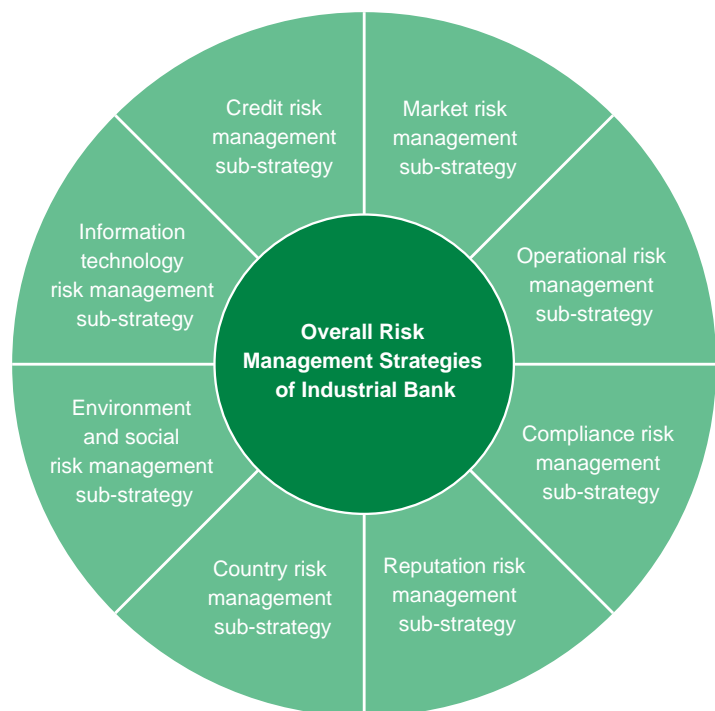 Credit risk
management
sub-strategy
Market risk
management
sub-strategy
Operational risk
management
sub-strategy
Compliance risk
management
sub-strategy
Reputation risk
management
sub-strategy
Country risk
management
sub-strategy
Environment
and social
risk management
sub-strategy
Information
technology
risk management
sub-strategy
Overall Risk
Management Strategies
of Industrial Bank